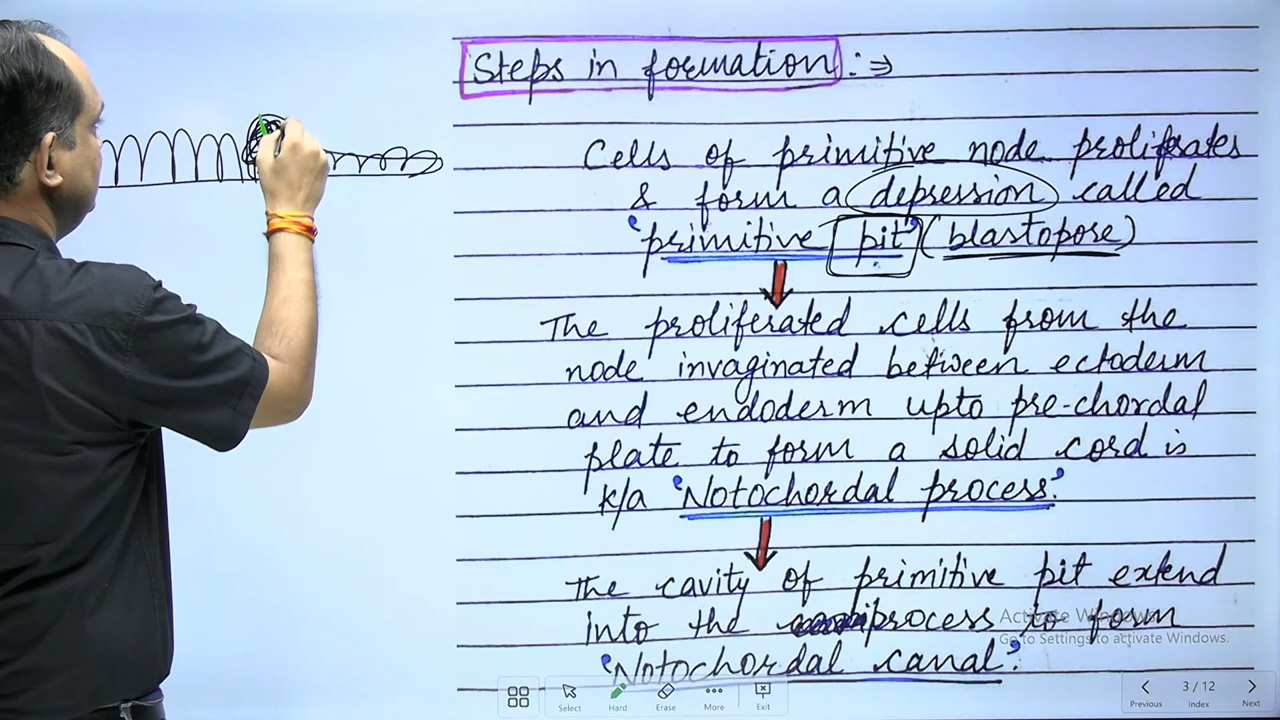 Steps in formation :⇒
Cells of primitive node proliferates
& form a depression called
'primitive pit' (blastopose)
The proliferated cells from the
node invaginated between ectoderm
and endoderm upto pre-chordal
plate to form a solid cord is
k/a 'Notochordal process.'
The cavity of primitive pit extend
into the process to form
'Notochordal canal.'
Activate Windows
Go to Settings to activate Windows.
Select Hard Erase More Exit
Previous 3 / 12 Index Next